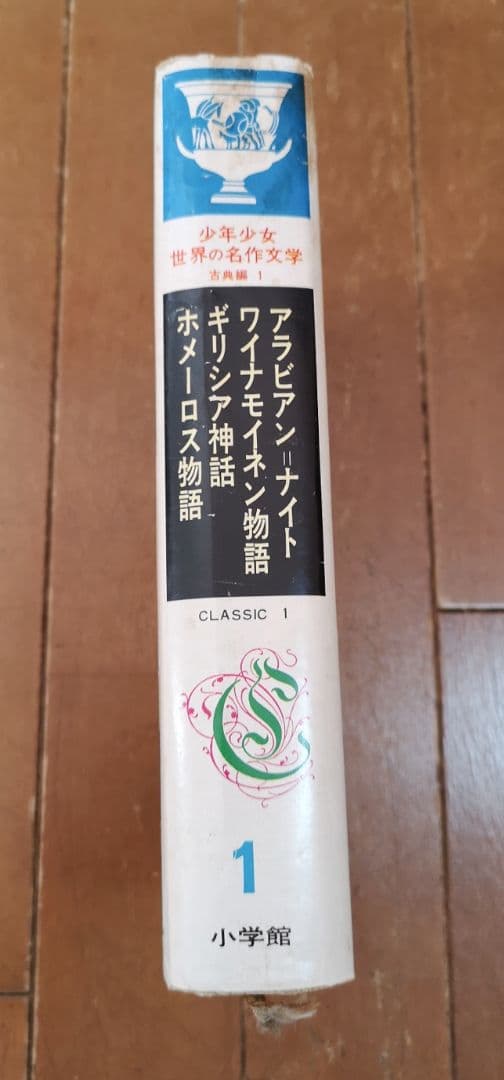 少年少女
世界の名作文学
古典編 1
アラビアン＝ナイト
ワイナモイネン物語
ギリシア神話
ホメーロス物語
CLASSIC 1
C
1
小学館